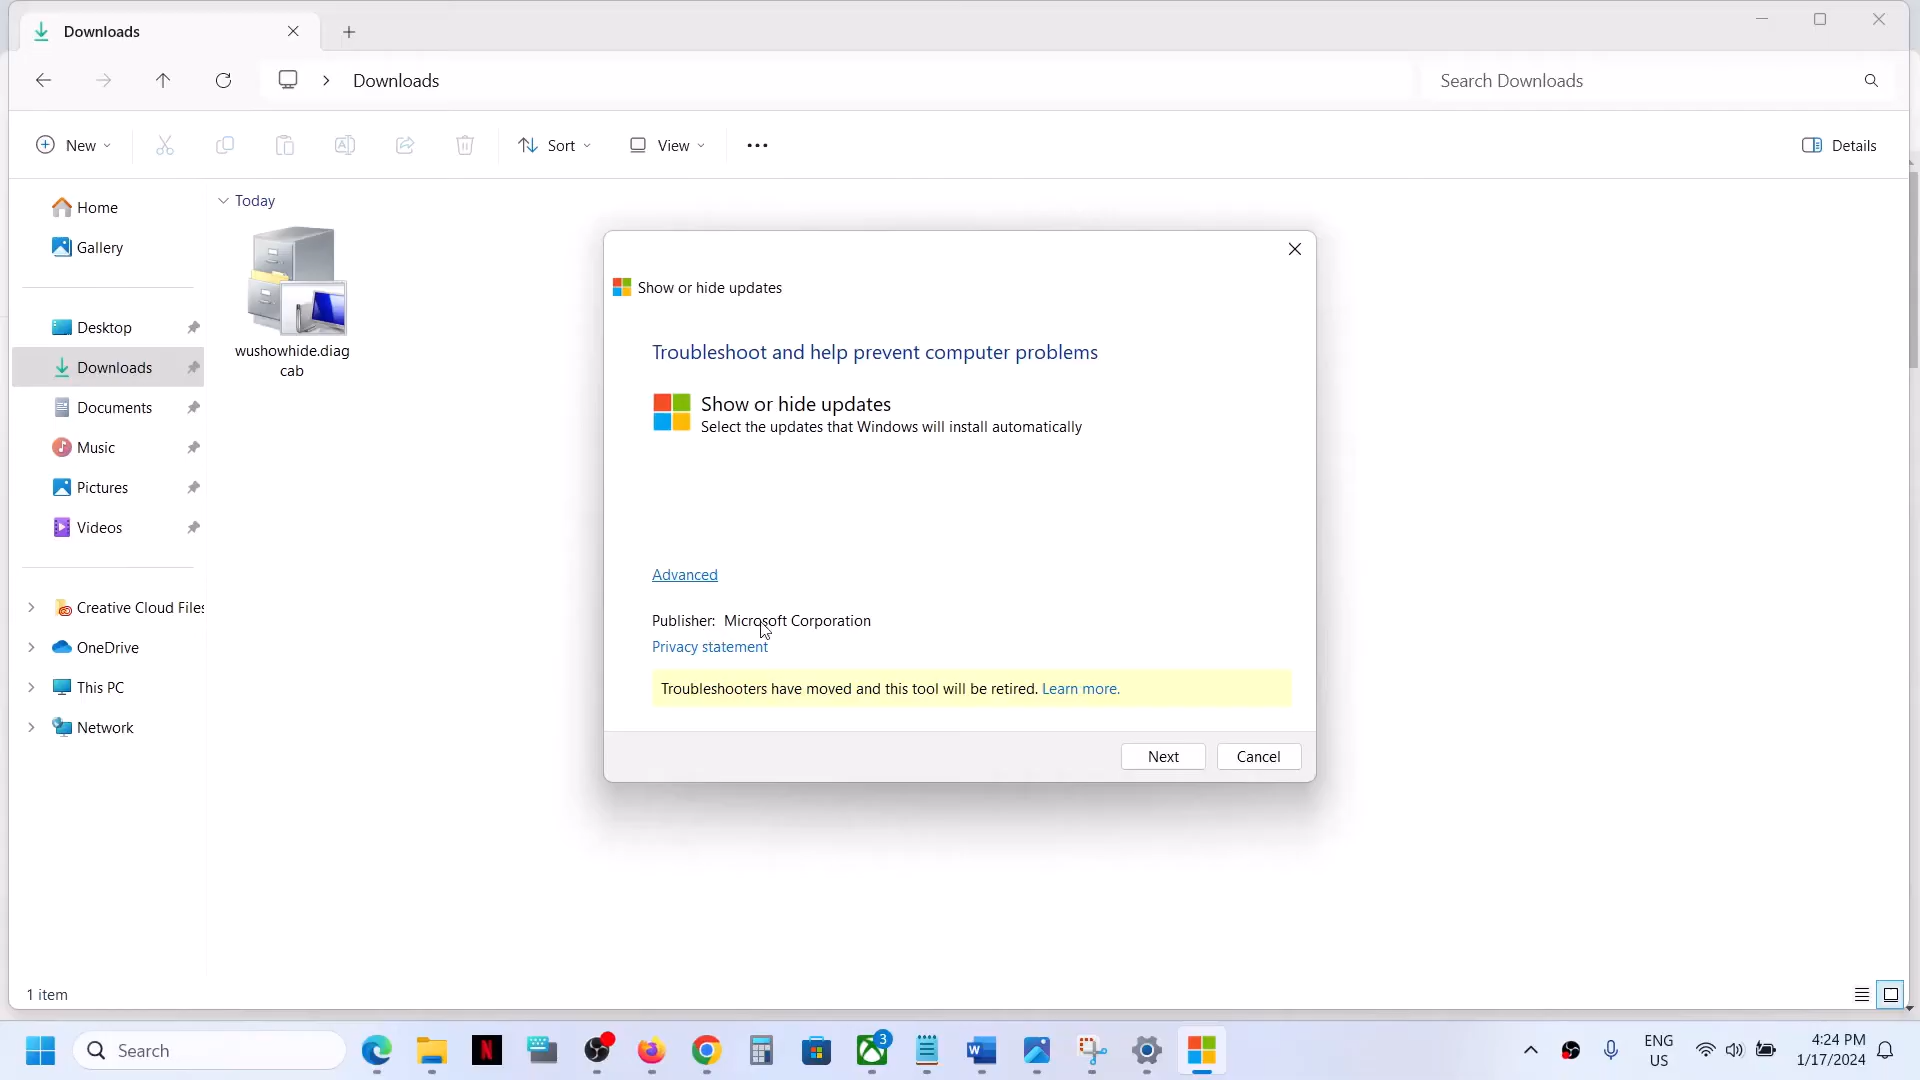 Downloads
Downloads
Search Downloads
New
Sort
View
Details
Home
Gallery
Desktop
Downloads
Documents
Music
Pictures
Videos
Creative Cloud Files
OneDrive
This PC
Network
Today
wushowhide.diag
cab
Show or hide updates
Troubleshoot and help prevent computer problems
Show or hide updates
Select the updates that Windows will install automatically
Advanced
Publisher: Microsoft Corporation
Privacy statement
Troubleshooters have moved and this tool will be retired. Learn more.
Next
Cancel
1 item
Search
N
3
W
ENG
US
4:24 PM
1/17/2024